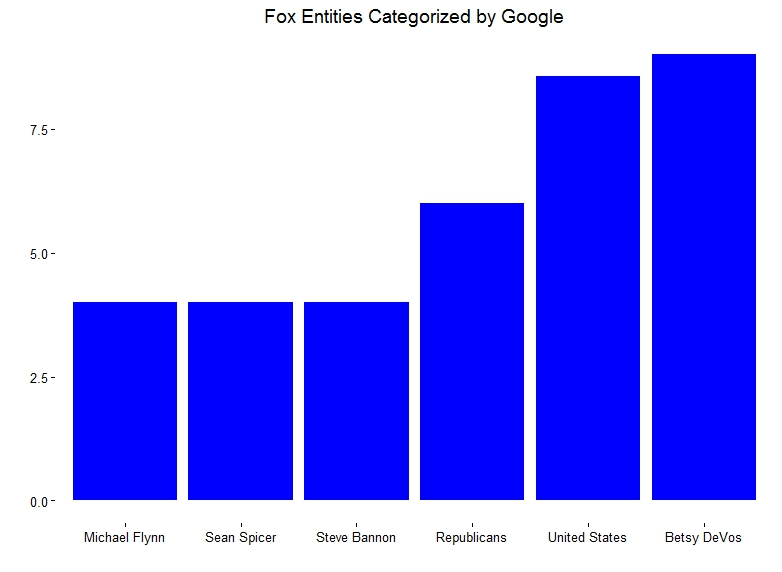 Fox Entities Categorized by Google
7.5
5.0
2.5
0.0
Michael Flynn Sean Spicer Steve Bannon Republicans United States Betsy DeVos